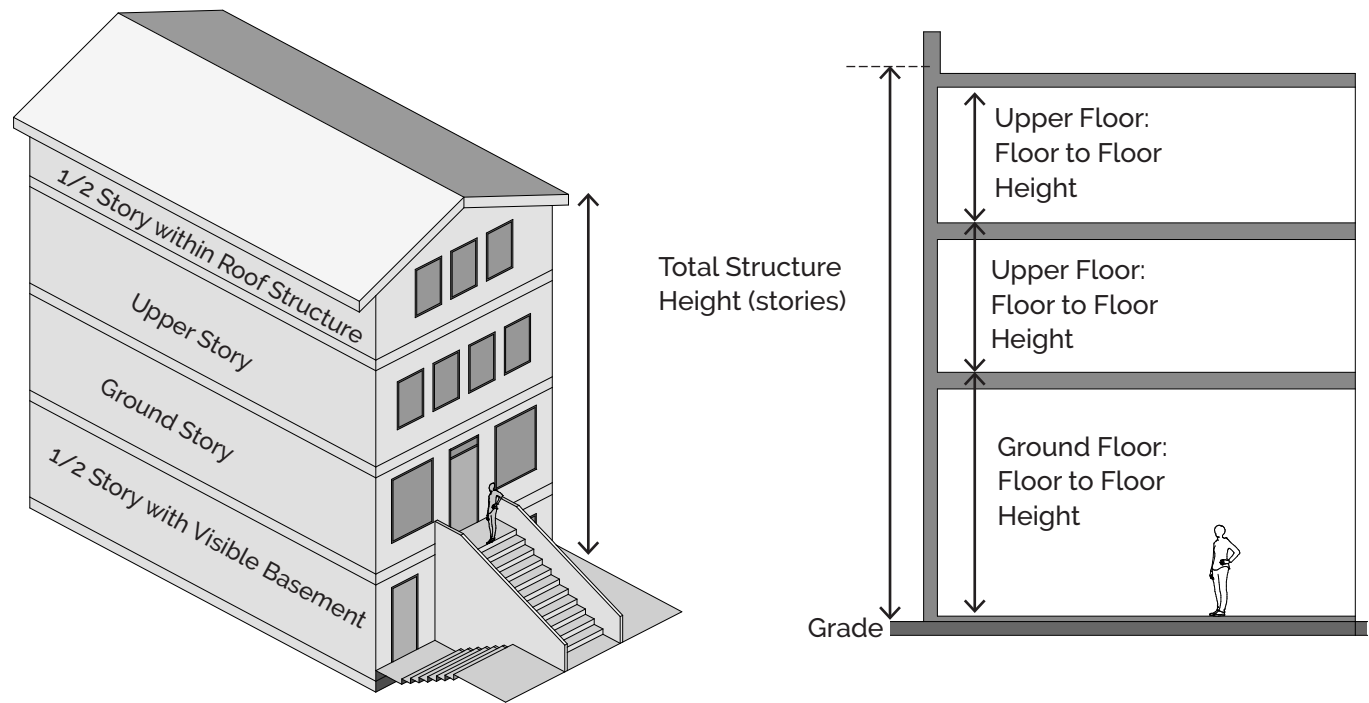 1/2 Story within Roof Structure
Upper Story
Ground Story
1/2 Story with Visible Basement
Total Structure
Height (stories)
Upper Floor:
Floor to Floor
Height
Upper Floor:
Floor to Floor
Height
Ground Floor:
Floor to Floor
Height
Grade